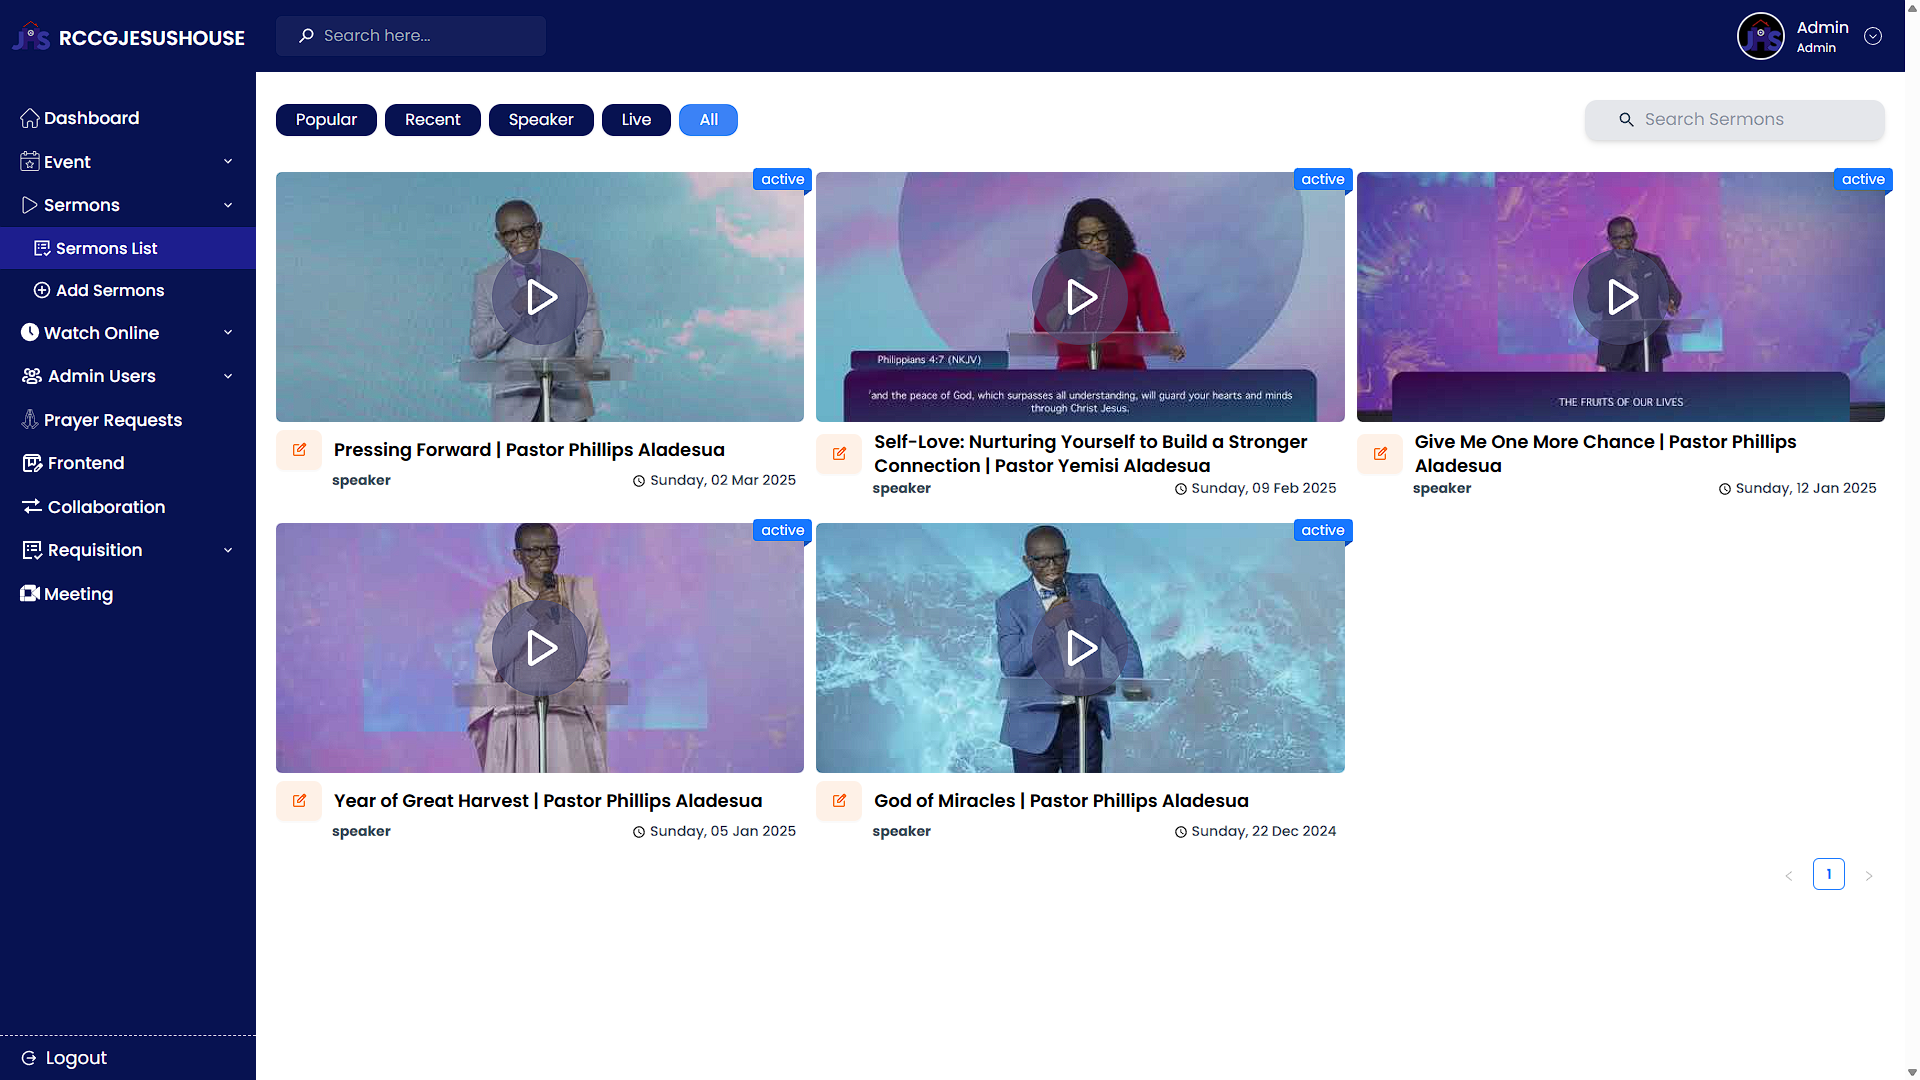 JHS RCCGJESUSHOUSE
Search here...
JHS
Admin
Admin
Dashboard
Event
Sermons
Sermons List
Add Sermons
Watch Online
Admin Users
Prayer Requests
Frontend
Collaboration
Requisition
Meeting
Logout
Popular
Recent
Speaker
Live
All
Search Sermons
active
Pressing Forward | Pastor Phillips Aladesua
speaker
Sunday, 02 Mar 2025
active
Philippians 4:7 (NKJV)
'and the peace of God, which surpasses all understanding, will guard your hearts and minds
through Christ Jesus.
Self-Love: Nurturing Yourself to Build a Stronger
Connection | Pastor Yemisi Aladesua
speaker
Sunday, 09 Feb 2025
active
THE FRUITS OF OUR LIVES
Give Me One More Chance | Pastor Phillips
Aladesua
speaker
Sunday, 12 Jan 2025
active
Year of Great Harvest | Pastor Phillips Aladesua
speaker
Sunday, 05 Jan 2025
active
God of Miracles | Pastor Phillips Aladesua
speaker
Sunday, 22 Dec 2024
1